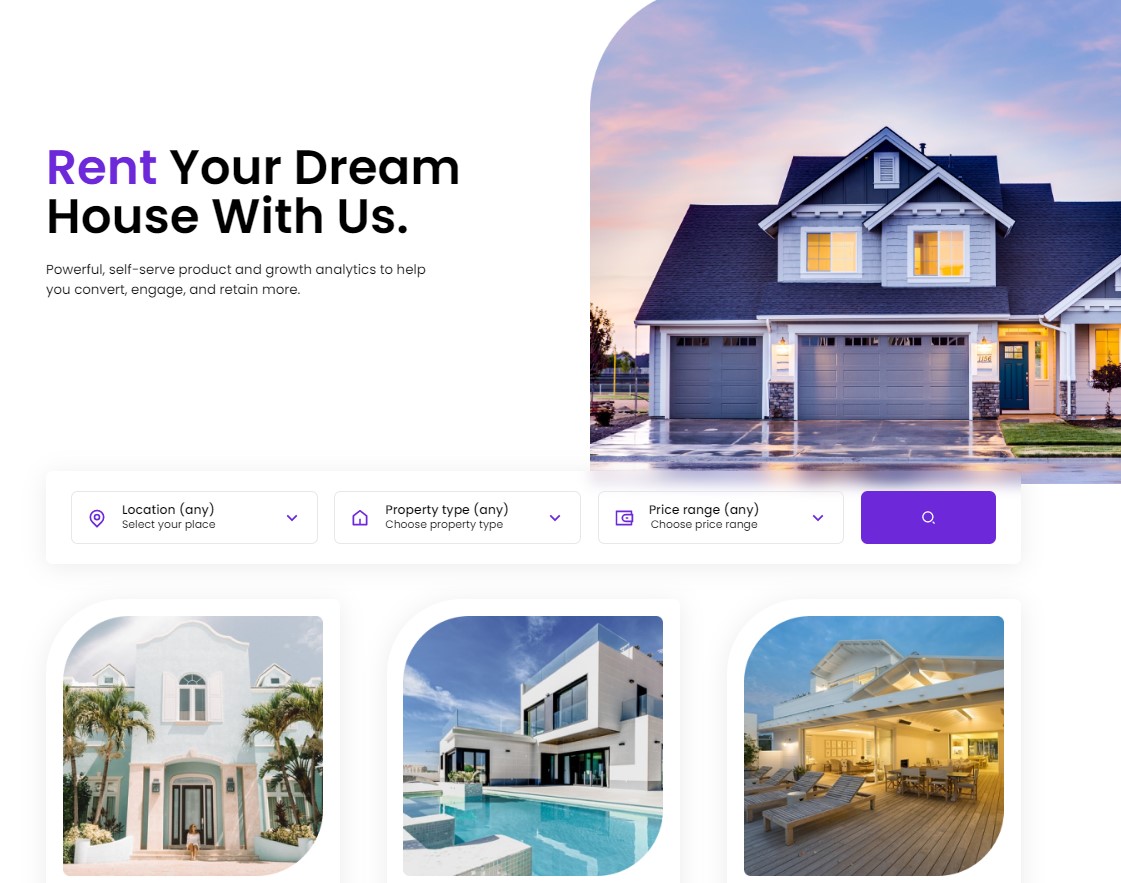 Rent Your Dream
House With Us.
Powerful, self-serve product and growth analytics to help
you convert, engage, and retain more.
1136
Location (any)
Select your place
Property type (any)
Choose property type
Price range (any)
Choose price range